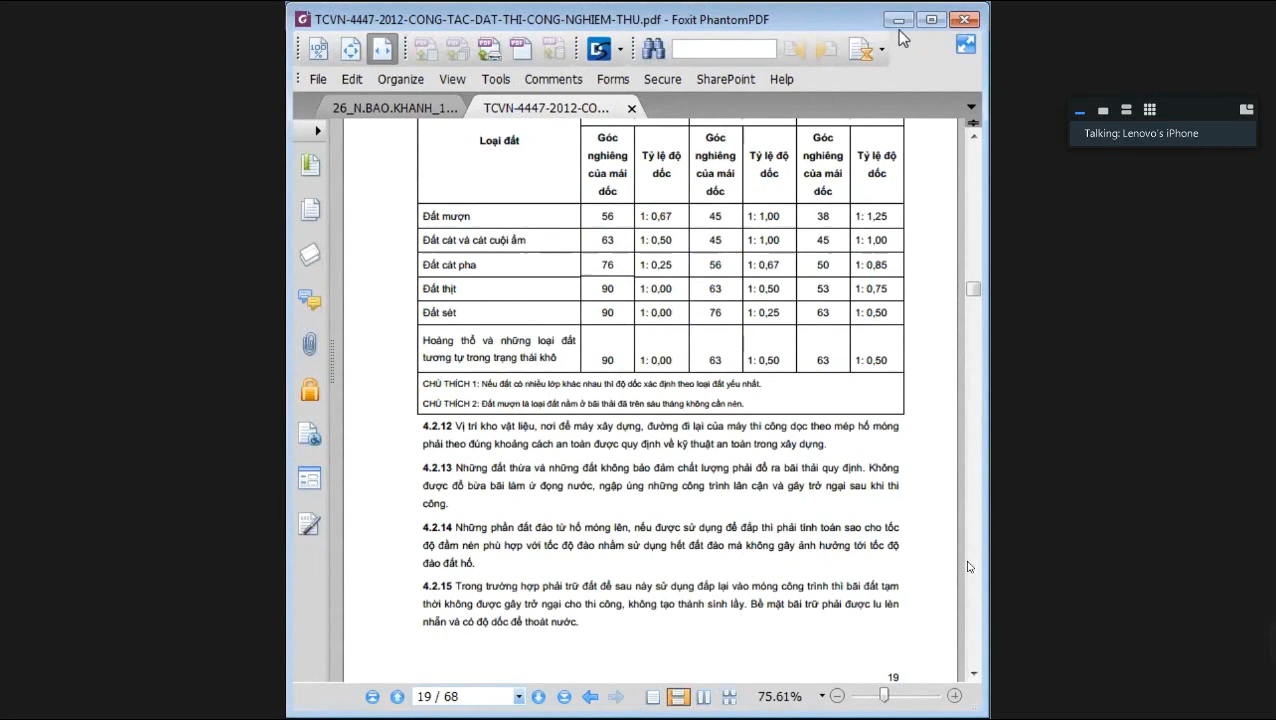 TCVN-4447-2012-CONG-TAC-DAT-THI-CONG-NGHIEM-THU.pdf - Foxit PhantomPDF
File Edit Organize View Tools Comments Forms Secure SharePoint Help
26_N.BAO.KHANH_1... TCVN-4447-2012-CO...
Talking: Lenovo's iPhone
Loại đất
Góc nghiêng của mái dốc
Tỷ lệ độ dốc
Góc nghiêng của mái dốc
Tỷ lệ độ dốc
Góc nghiêng của mái dốc
Tỷ lệ độ dốc
Đất mượn 56 1: 0,67 45 1: 1,00 38 1: 1,25
Đất cát và cát cuội ẩm 63 1: 0,50 45 1: 1,00 45 1: 1,00
Đất cát pha 76 1: 0,25 56 1: 0,67 50 1: 0,85
Đất thịt 90 1: 0,00 63 1: 0,50 53 1: 0,75
Đất sét 90 1: 0,00 76 1: 0,25 63 1: 0,50
Hoàng thổ và những loại đất
tương tự trong trạng thái khô 90 1: 0,00 63 1: 0,50 63 1: 0,50
CHÚ THÍCH 1: Nếu đất có nhiều lớp khác nhau thì độ dốc xác định theo loại đất yếu nhất.
CHÚ THÍCH 2: Đất mượn là loại đất nằm ở bãi thải đã trên sáu tháng không cần nén.
4.2.12 Vị trí kho vật liệu, nơi để máy xây dựng, đường đi lại của máy thi công dọc theo mép hố móng
phải theo đúng khoảng cách an toàn được quy định về kỹ thuật an toàn trong xây dựng.
4.2.13 Những đất thừa và những đất không bảo đảm chất lượng phải đổ ra bãi thải quy định. Không
được đổ bừa bãi làm ứ đọng nước, ngập úng những công trình lân cận và gây trở ngại sau khi thi
công.
4.2.14 Những phần đất đào từ hố móng lên, nếu được sử dụng để đắp thì phải tính toán sao cho tốc
độ đầm nén phù hợp với tốc độ đào nhằm sử dụng hết đất đào mà không gây ảnh hưởng tới tốc độ
đào đất hố.
4.2.15 Trong trường hợp phải trữ đất để sau này sử dụng đắp lại vào móng công trình thì bãi đất tạm
thời không được gây trở ngại cho thi công, không tạo thành sình lầy. Bề mặt bãi trữ phải được lu lèn
nhẵn và có độ dốc để thoát nước.
19
19 / 68 75.61%